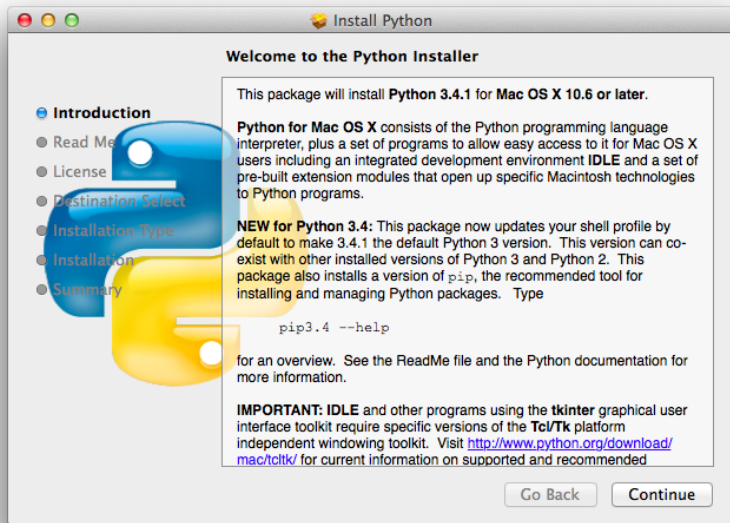 Install Python
Welcome to the Python Installer
Introduction
Read Me
License
Destination Select
Installation Type
Installation
Summary
This package will install Python 3.4.1 for Mac OS X 10.6 or later.
Python for Mac OS X consists of the Python programming language
interpreter, plus a set of programs to allow easy access to it for Mac OS X
users including an integrated development environment IDLE and a set of
pre-built extension modules that open up specific Macintosh technologies
to Python programs.
NEW for Python 3.4: This package now updates your shell profile by
default to make 3.4.1 the default Python 3 version.  This version can co-
exist with other installed versions of Python 3 and Python 2.  This
package also installs a version of pip, the recommended tool for
installing and managing Python packages.  Type
pip3.4 --help
for an overview.  See the ReadMe file and the Python documentation for
more information.
IMPORTANT: IDLE and other programs using the tkinter graphical user
interface toolkit require specific versions of the Tcl/Tk platform
independent windowing toolkit.  Visit http://www.python.org/download/
mac/tcltk/ for current information on supported and recommended
Go Back
Continue